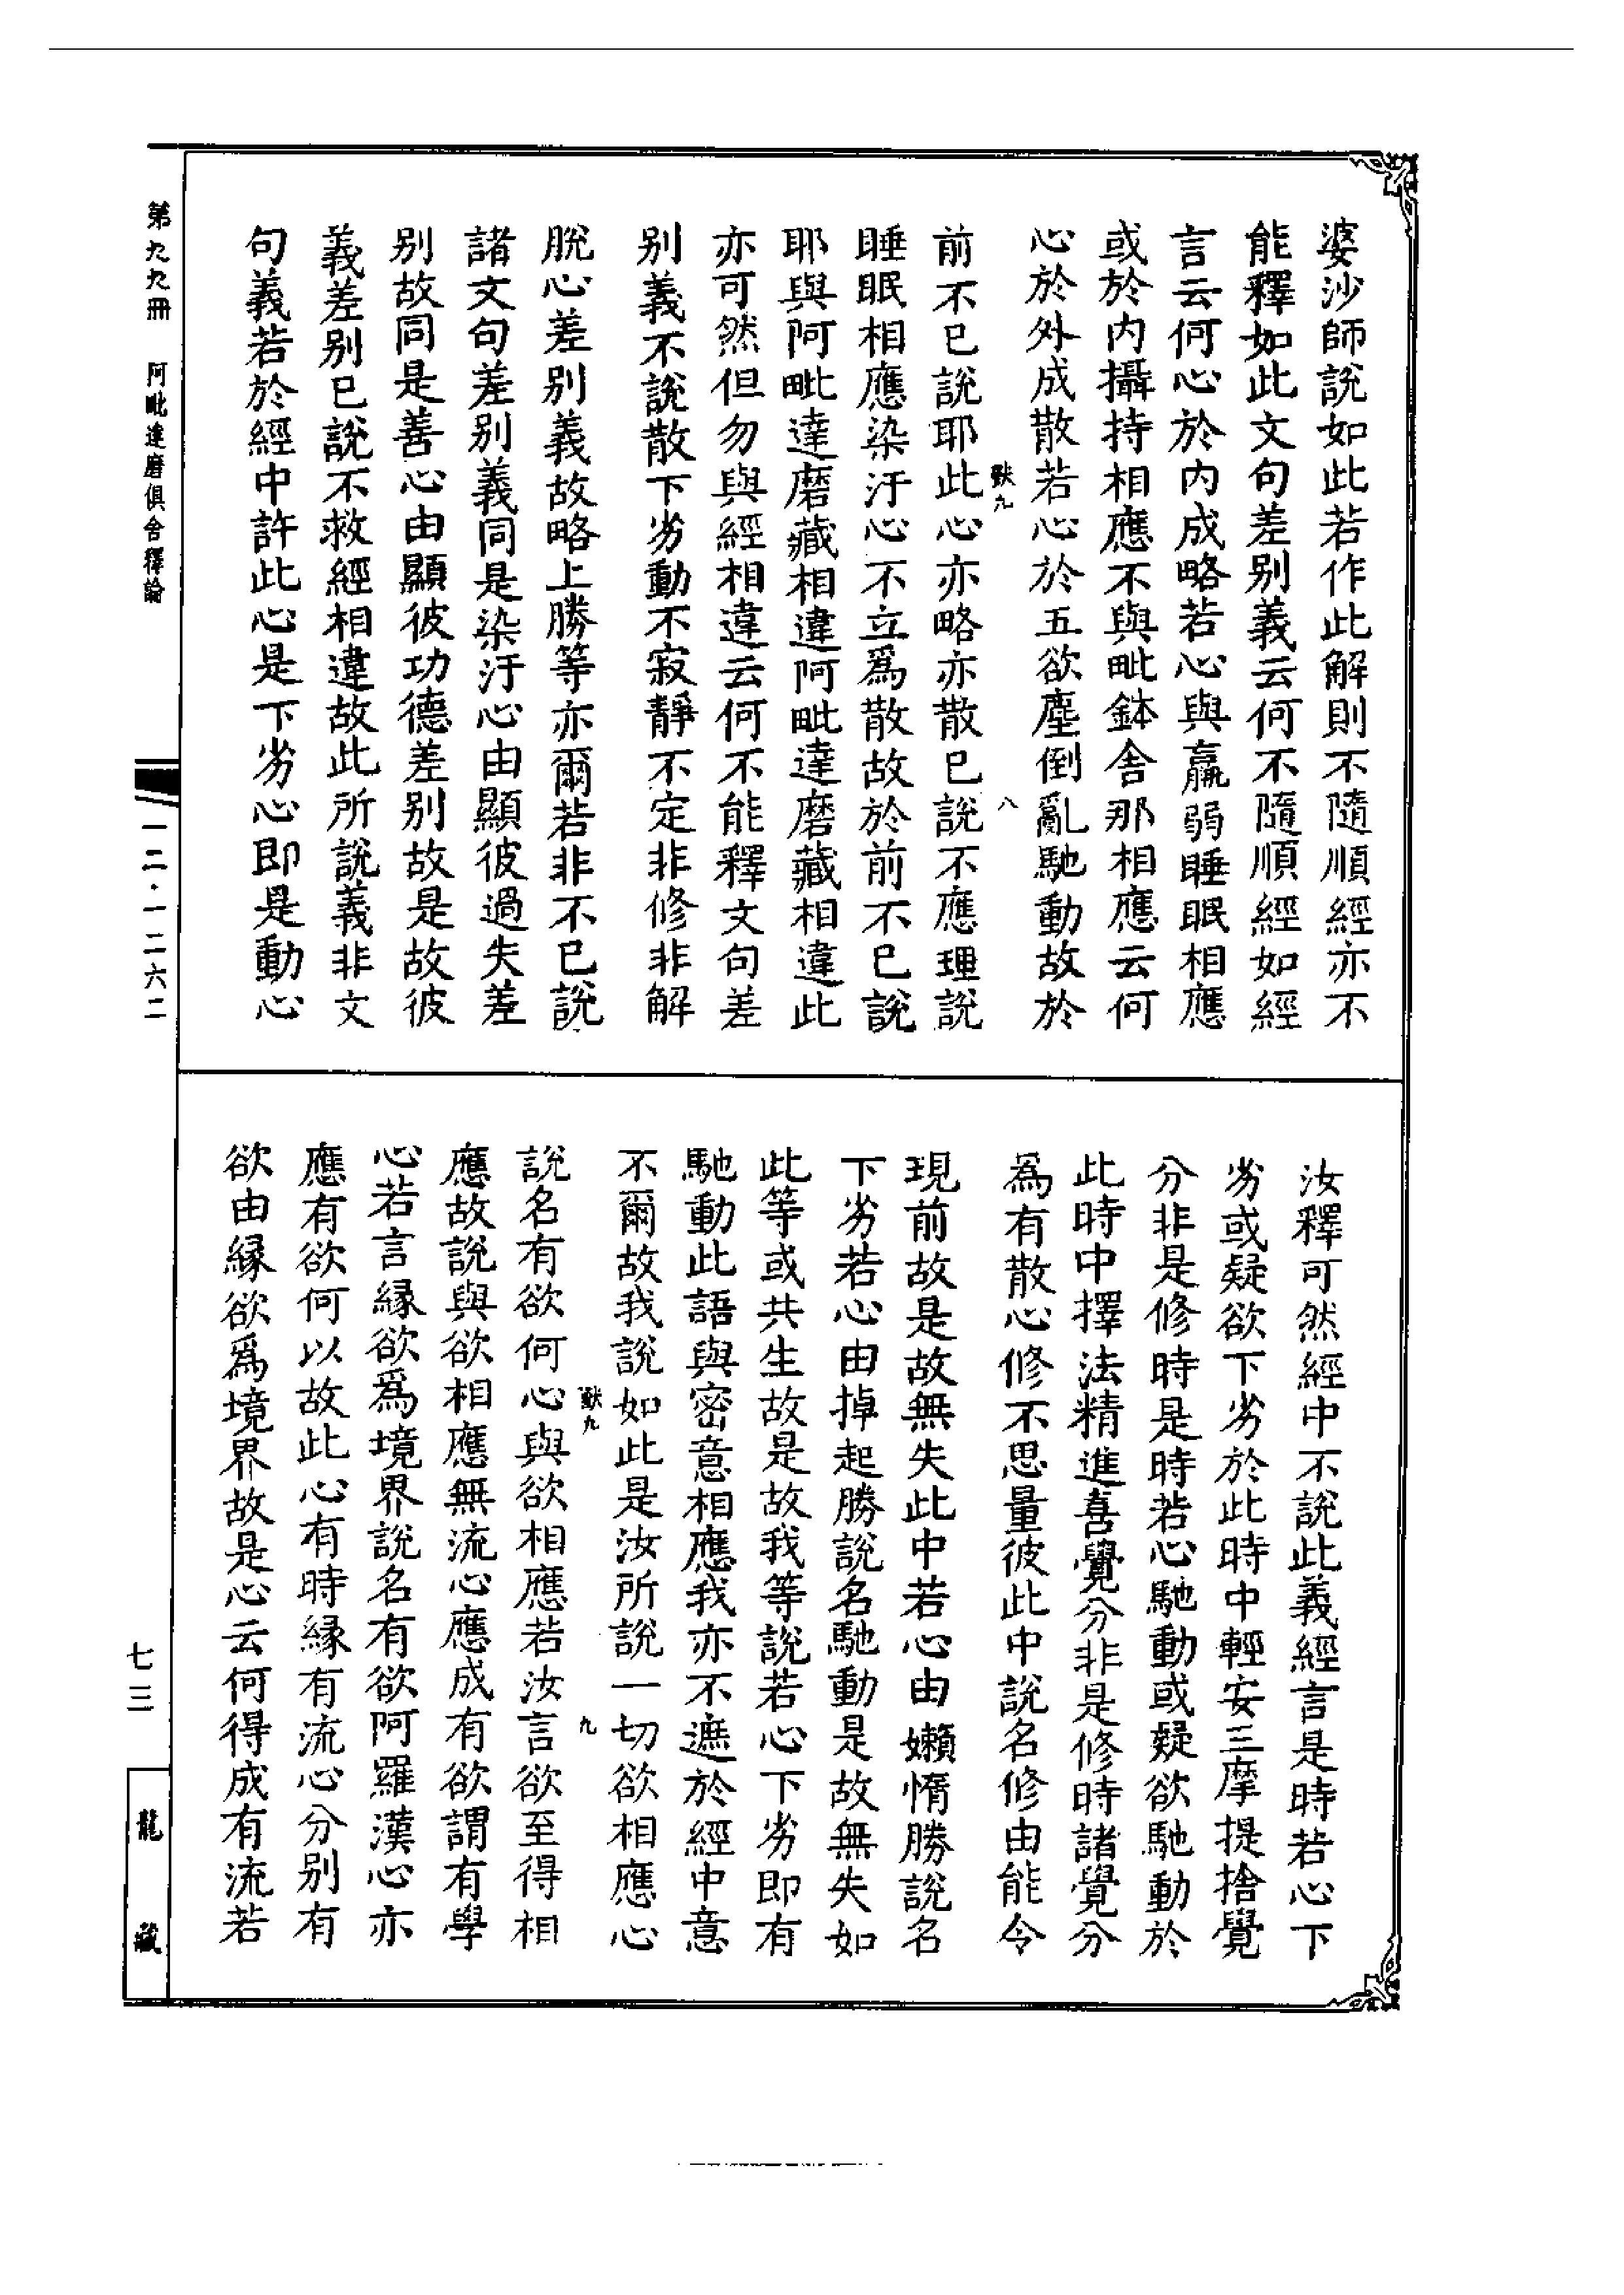 婆沙師說如此若作此解則不隨順經亦不
能釋如此文句差别義云何不隨順經如經
言云何心於内成略若心與羸弱睡眠相應
或於内攝持相應不與毗鉢舍那相應云何
心於外成散若心於五欲塵倒亂馳動故於
獸九
八
前不已說耶此心亦略亦散已說不應理說
睡眠相應染汙心不立爲散故於前不已說
耶與阿毗達磨藏相違阿毗達磨藏相違此
亦可然但勿與經相違云何不能釋文句差
别義不說散下劣動不寂靜不定非修非解
脫心差别義故略上勝等亦爾若非不已說
諸文句差别義同是染汙心由顯彼過失差
别故同是善心由顯彼功德差别故是故彼
義差别已說不救經相違故此所說義非文
句義若於經中許此心是下劣心即是動心
汝釋可然經中不說此義經言是時若心下
劣或疑欲下劣於此時中輕安三摩提捨覺
分非是修時是時若心馳動或疑欲馳動於
此時中擇法精進喜覺分非是修時諸覺分
爲有散心修不思量彼此中說名修由能令
現前故是故無失此中若心由嬾惰勝說名
下劣若心由掉起勝說名馳動是故無失如
此等或共生故是故我等說若心下劣即有
馳動此語與密意相應我亦不遮於經中意
不爾故我說如此是汝所說一切欲相應心
獸九
九
說名有欲何心與欲相應若汝言欲至得相
應故說與欲相應無流心應成有欲謂有學
心若言緣欲爲境界說名有欲阿羅漢心亦
應有欲何以故此心有時緣有流心分别有
欲由緣欲爲境界故是心云何得成有流若
第九九冊　阿毗達磨俱舍釋論
一二·一二六二
七三
龍藏